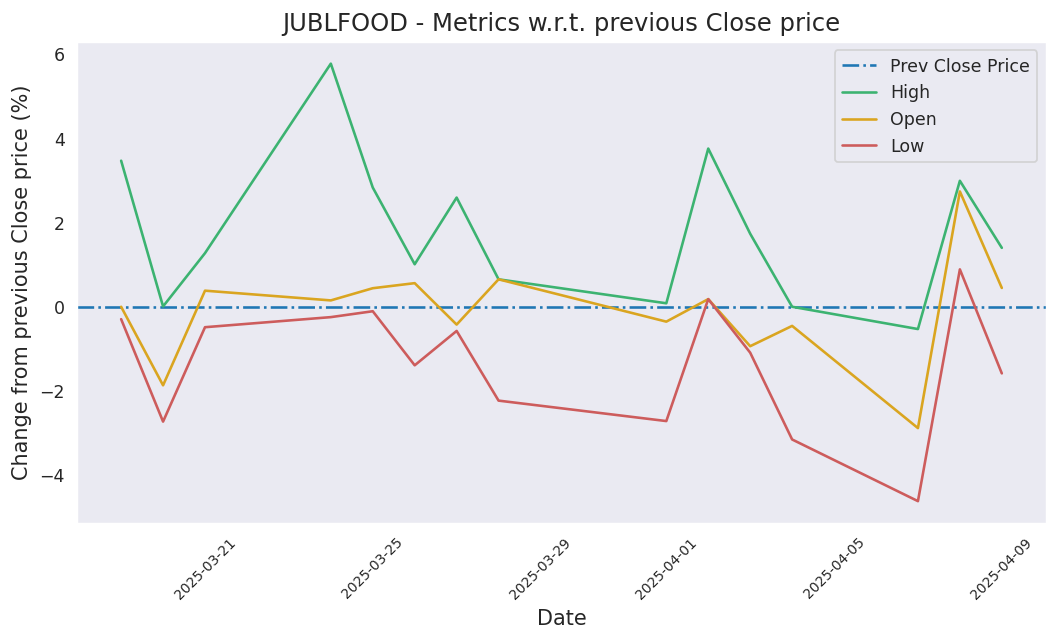 JUBLFOOD - Metrics w.r.t. previous Close price
Change from previous Close price (%)
6
4
2
0
−2
−4
Prev Close Price
High
Open
Low
2025-03-21
2025-03-25
2025-03-29
2025-04-01
2025-04-05
2025-04-09
Date